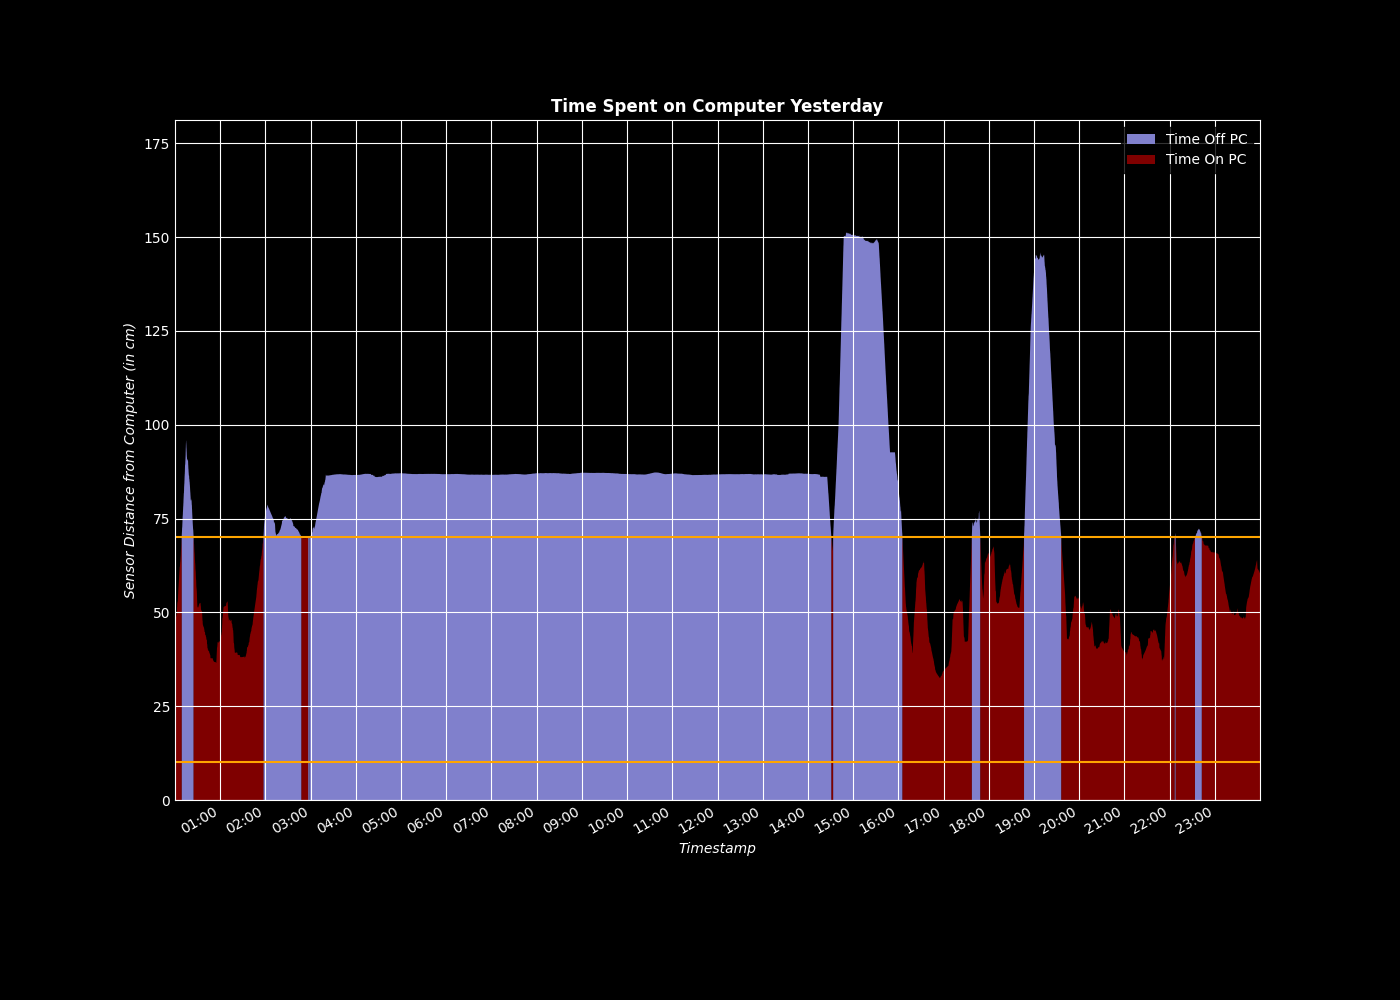 Time Spent on Computer Yesterday
Time Off PC
Time On PC
Sensor Distance from Computer (in cm)
175
150
125
100
75
50
25
0
01:00 02:00 03:00 04:00 05:00 06:00 07:00 08:00 09:00 10:00 11:00 12:00 13:00 14:00 15:00 16:00 17:00 18:00 19:00 20:00 21:00 22:00 23:00
Timestamp